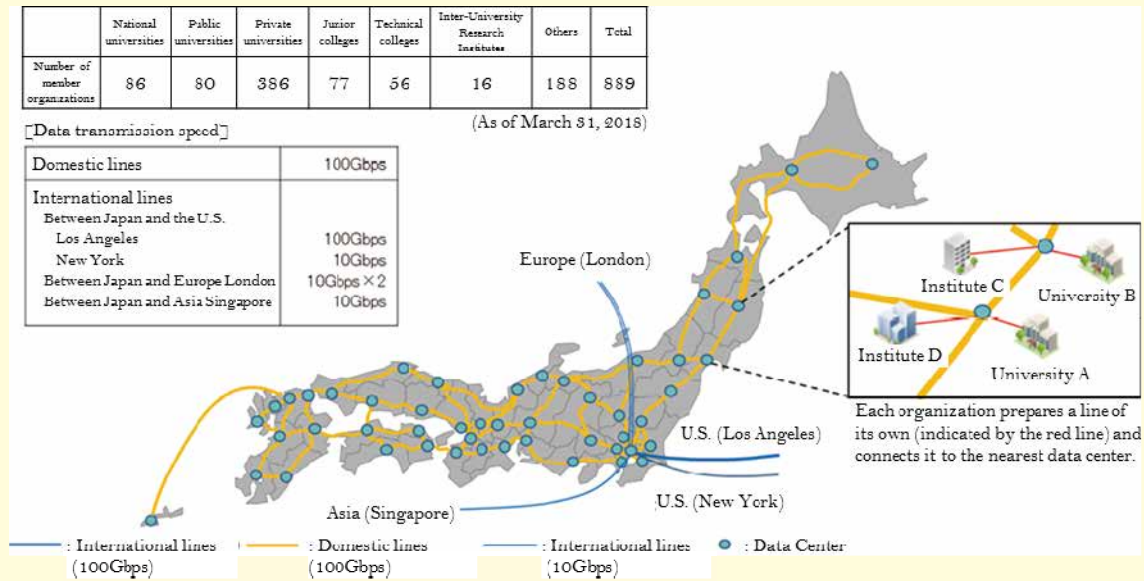 National universities
Public universities
Private universities
Junior colleges
Technical colleges
Inter-University Research Institutes
Others
Total
Number of member organizations
86 80 386 77 56 16 188 889
(As of March 31, 2018)
[Data transmission speed]
Domestic lines 100Gbps
International lines
Between Japan and the U.S.
Los Angeles 100Gbps
New York 10Gbps
Between Japan and Europe London 10Gbps×2
Between Japan and Asia Singapore 10Gbps
Europe (London)
Institute C
University B
Institute D
University A
Each organization prepares a line of
its own (indicated by the red line) and
connects it to the nearest data center.
U.S. (Los Angeles)
U.S. (New York)
Asia (Singapore)
: International lines
(100Gbps)
: Domestic lines
(100Gbps)
: International lines
(10Gbps)
: Data Center